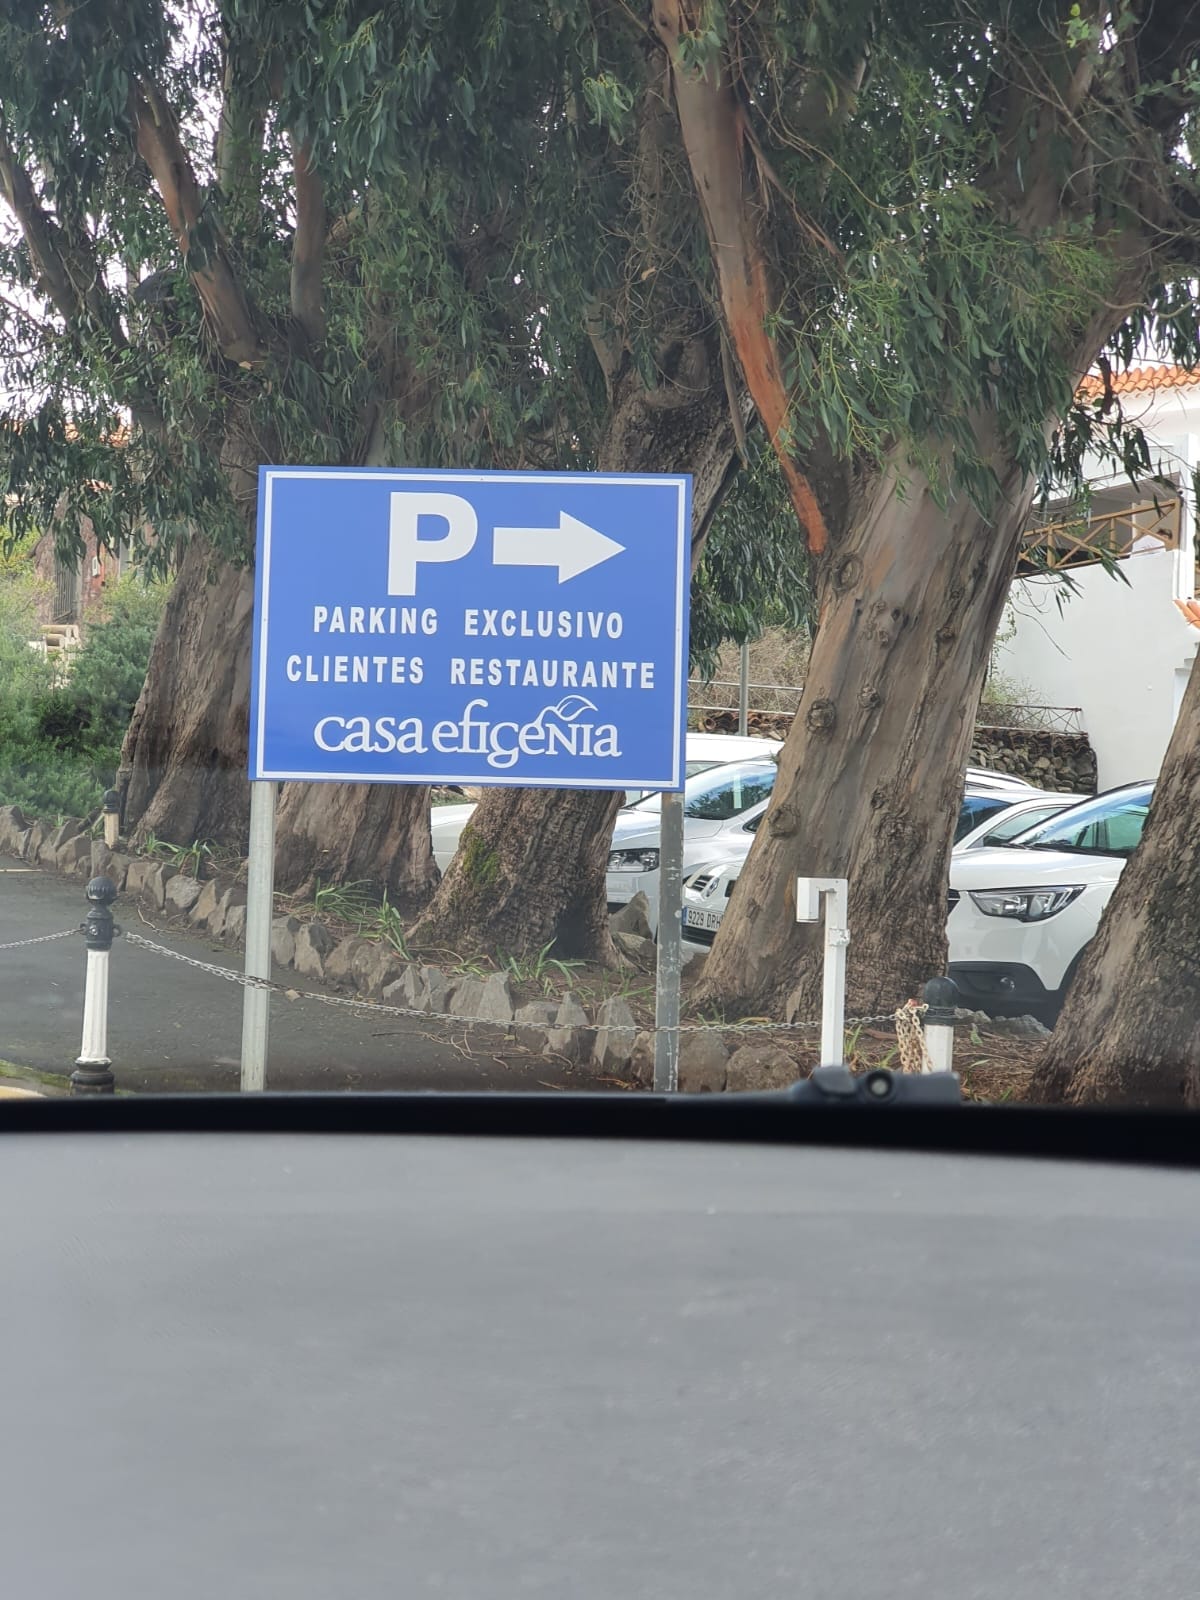 P
PARKING EXCLUSIVO
CLIENTES RESTAURANTE
casa efigenia